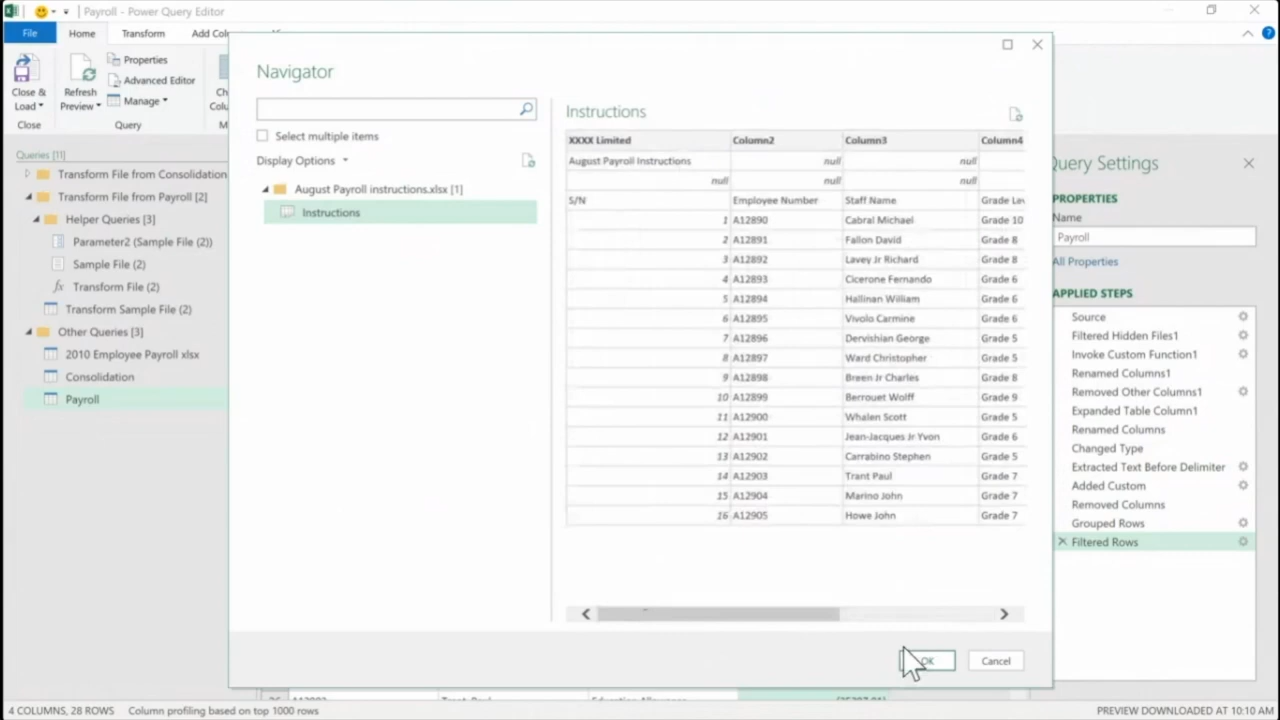 Payroll - Power Query Editor
File Home Transform
Close & Load
Refresh Preview
Properties
Advanced Editor
Manage
Close
Query
Queries [11]
Transform File from Consolidation
Transform File from Payroll [2]
Helper Queries [3]
Parameter2 (Sample File (2))
Sample File (2)
fx Transform File (2)
Transform Sample File (2)
Other Queries [3]
2010 Employee Payroll xlsx
Consolidation
Payroll
Navigator
Select multiple items
Display Options
August Payroll instructions.xlsx [1]
Instructions
Instructions
XXXX Limited Column2 Column3 Column4
August Payroll Instructions null null
null null null
S/N Employee Number Staff Name Grade
1 A12890 Cabral Michael Grade 10
2 A12891 Fallon David Grade 8
3 A12892 Lavey Jr Richard Grade 8
4 A12893 Cicerone Fernando Grade 6
5 A12894 Hallinan William Grade 6
6 A12895 Vivolo Carmine Grade 6
7 A12896 Dervishian George Grade 5
8 A12897 Ward Christopher Grade 5
9 A12898 Breen Jr Charles Grade 8
10 A12899 Berrouet Wolff Grade 9
11 A12900 Whalen Scott Grade 5
12 A12901 Jean-Jacques Jr Yvon Grade 6
13 A12902 Carrabino Stephen Grade 5
14 A12903 Trant Paul Grade 7
15 A12904 Marino John Grade 7
16 A12905 Howe John Grade 7
OK Cancel
Query Settings
PROPERTIES
Name
Payroll
All Properties
APPLIED STEPS
Source
Filtered Hidden Files1
Invoke Custom Function1
Renamed Columns1
Removed Other Columns1
Expanded Table Column1
Renamed Columns
Changed Type
Extracted Text Before Delimiter
Added Custom
Removed Columns
Grouped Rows
Filtered Rows
4 COLUMNS, 28 ROWS Column profiling based on top 1000 rows
PREVIEW DOWNLOADED AT 10:10 AM